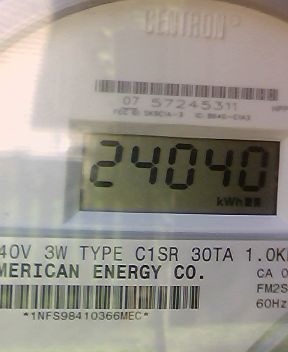 CENTRON®
07 57245311
24040
kWh
40V 3W TYPE C1SR 30TA 1.0K
MERICAN ENERGY CO.
CA 0
FM2S
60Hz
*1NFS98410366MEC*